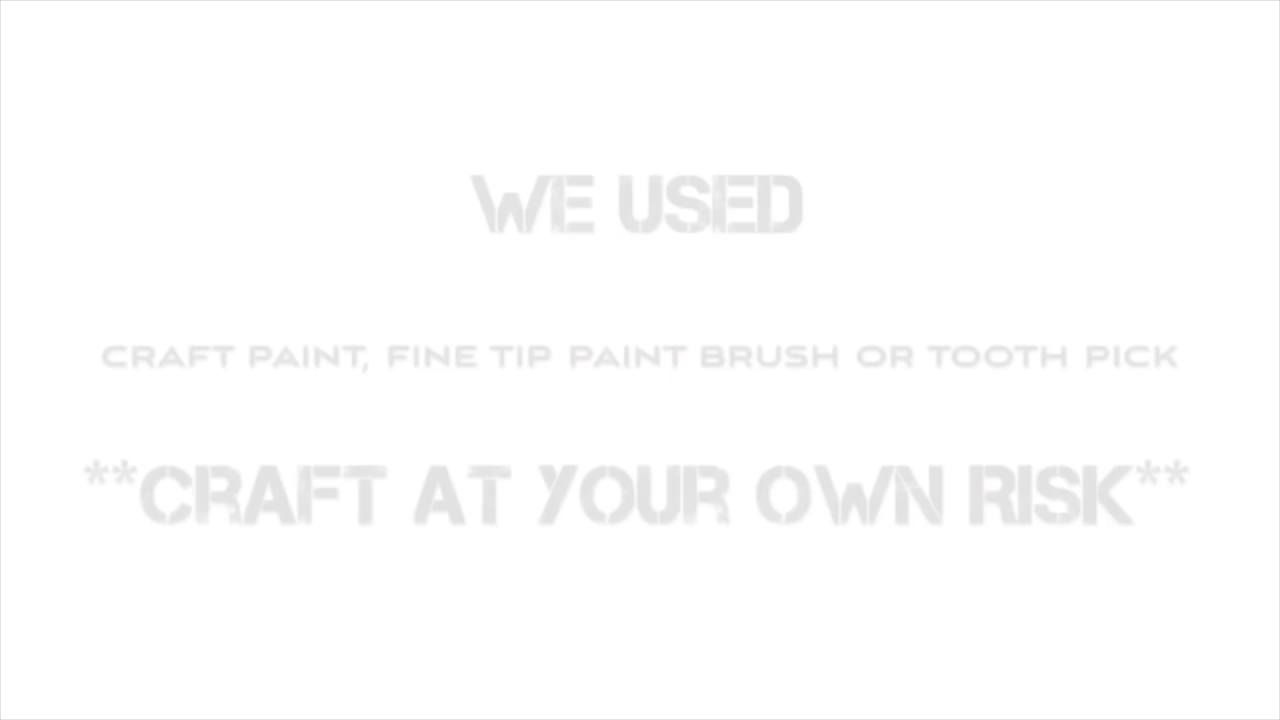 WE USED
CRAFT PAINT, FINE TIP PAINT BRUSH OR TOOTH PICK
**CRAFT AT YOUR OWN RISK**